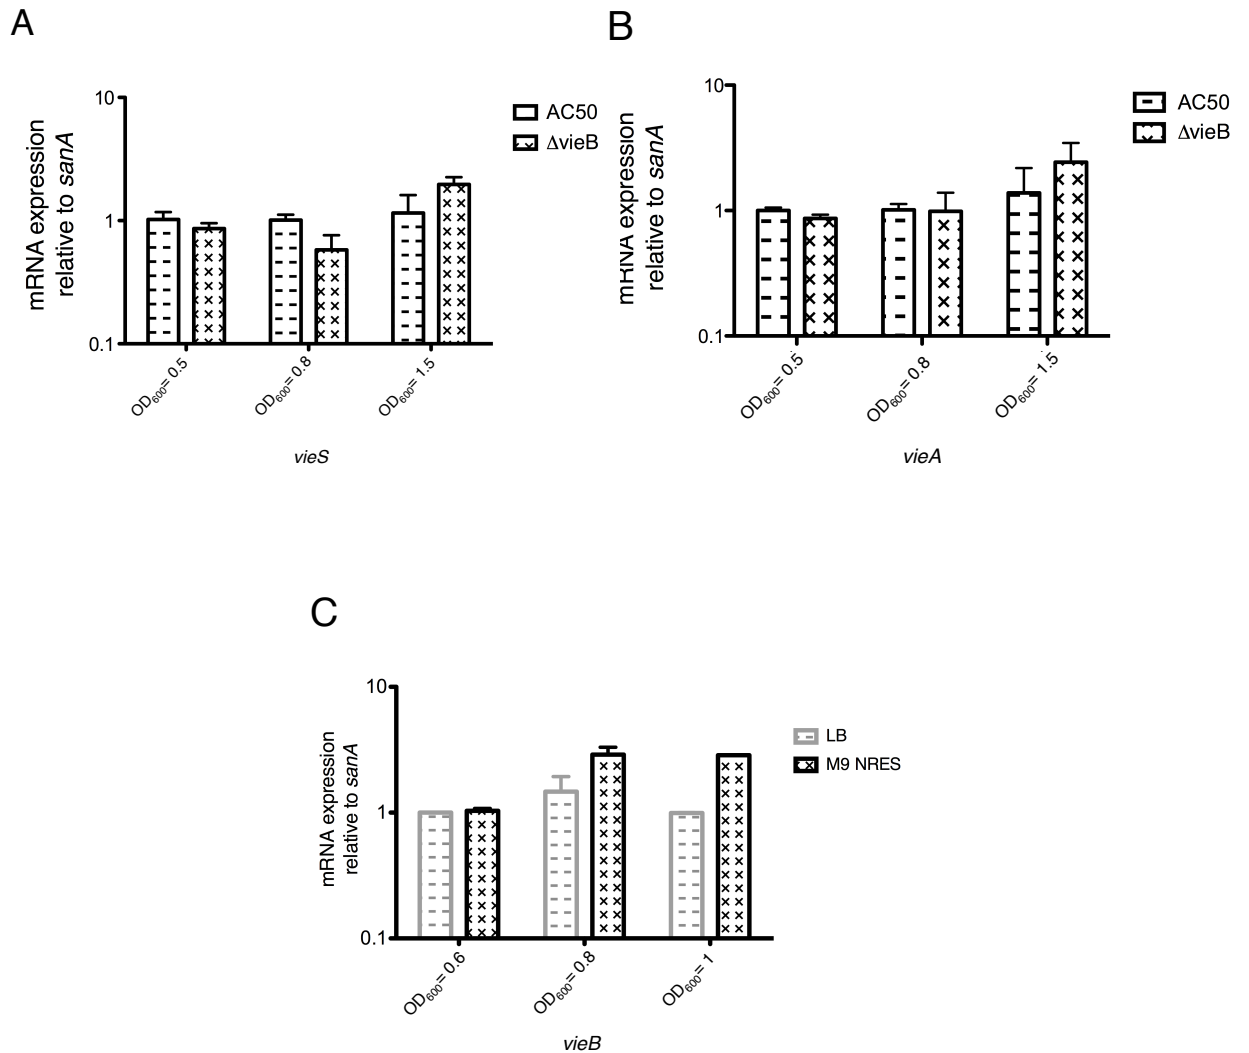 A
10
1
0.1
mRNA expression
relative to sanA
AC50
ΔvieB
OD600= 0.5
OD600= 0.8
OD600= 1.5
vieS
B
10
1
0.1
mRNA expression
relative to sanA
AC50
ΔvieB
OD600= 0.5
OD600= 0.8
OD600= 1.5
vieA
C
10
1
0.1
mRNA expression
relative to sanA
LB
M9 NRES
OD600= 0.6
OD600= 0.8
OD600= 1
vieB